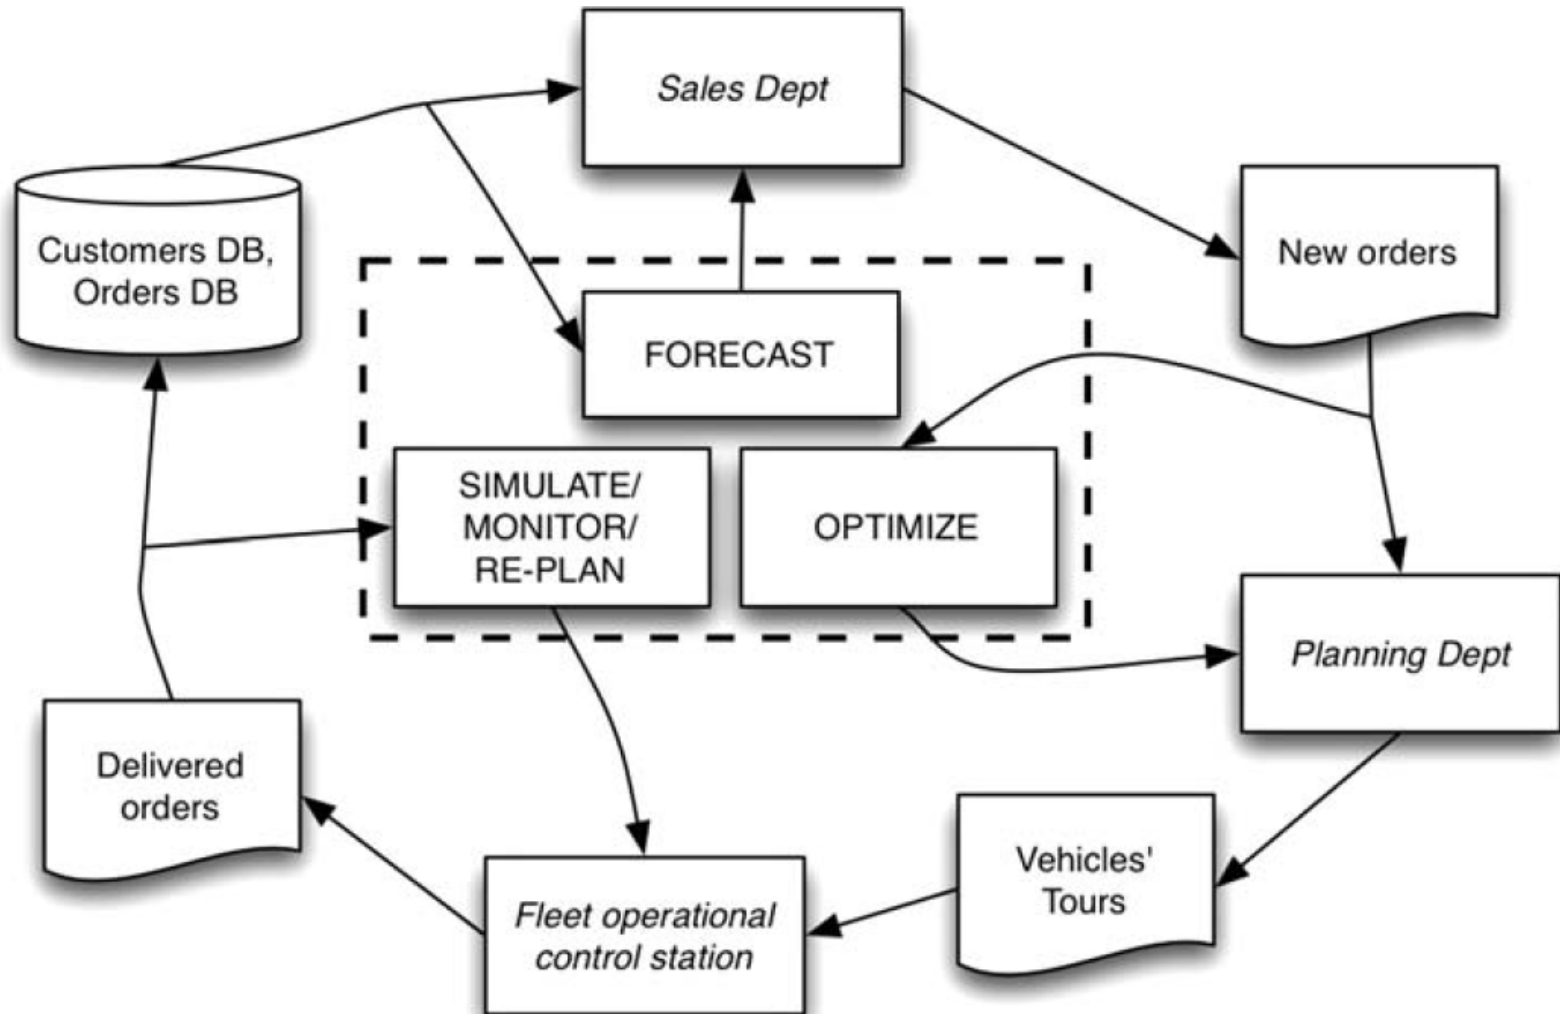 Sales Dept
Customers DB,
Orders DB
New orders
FORECAST
SIMULATE/
MONITOR/
RE-PLAN
OPTIMIZE
Planning Dept
Delivered
orders
Vehicles'
Tours
Fleet operational
control station